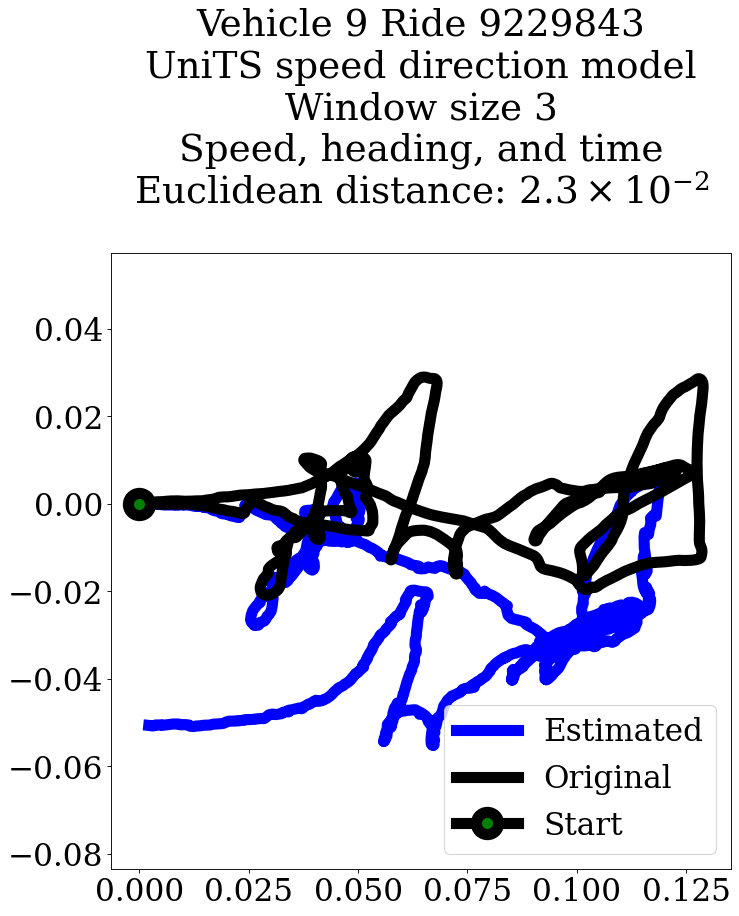 Vehicle 9 Ride 9229843
UniTS speed direction model
Window size 3
Speed, heading, and time
Euclidean distance: 2.3 × 10⁻²
0.04
0.02
0.00
−0.02
−0.04
−0.06
−0.08
Estimated
Original
Start
0.000 0.025 0.050 0.075 0.100 0.125